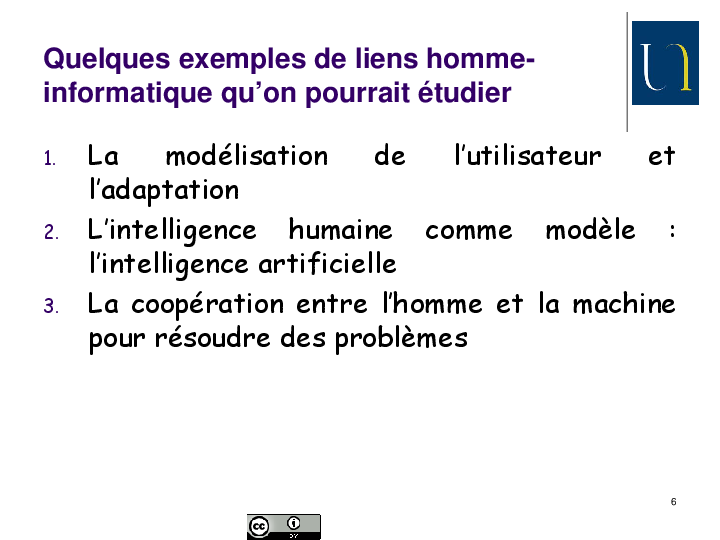 Quelques exemples de liens homme-
informatique qu’on pourrait étudier
1. La modélisation de l’utilisateur et
l’adaptation
2. L’intelligence humaine comme modèle :
l’intelligence artificielle
3. La coopération entre l’homme et la machine
pour résoudre des problèmes
6
cc BY